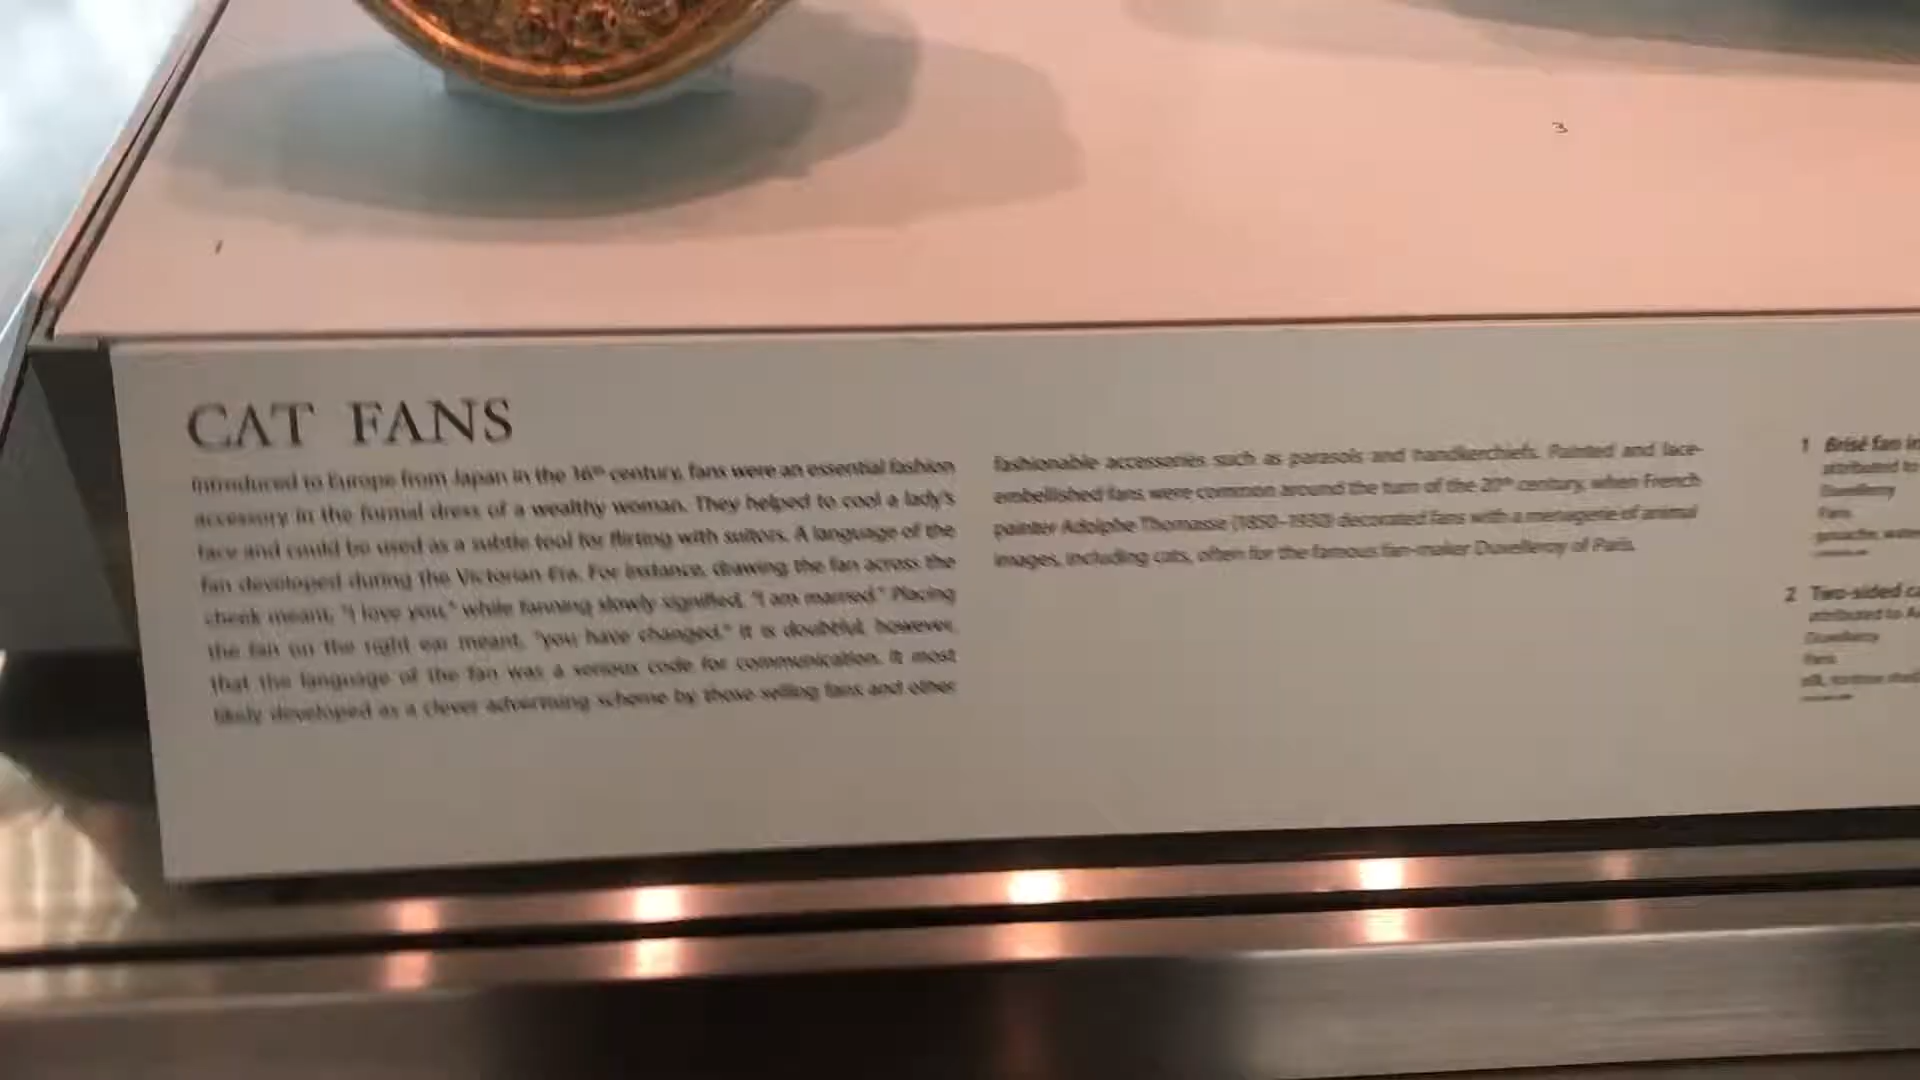 1
3
CAT FANS
Introduced to Europe from Japan in the 16th century, fans were an essential fashion
accessory in the formal dress of a wealthy woman. They helped to cool a lady's
face and could be used as a subtle tool for flirting with suitors. A language of the
fan developed during the Victorian Era. For instance, drawing the fan across the
cheek meant, "I love you," while fanning slowly signified, "I am married." Placing
the fan on the right ear meant, "you have changed." It is doubtful, however,
that the language of the fan was a serious code for communication. It most
likely developed as a clever advertising scheme by those selling fans and other
fashionable accessories such as parasols and handkerchiefs. Painted and lace-
embellished fans were common around the turn of the 20th century, when French
painter Adolphe Thomasse (1850–1930) decorated fans with a menagerie of animal
images, including cats, often for the famous fan-maker Duvelleroy of Paris.
1 Brisé fan in
attributed to
Duvelleroy
Paris
gouache,
2 Two-sided
attributed to
Duvelleroy
Paris
silk,